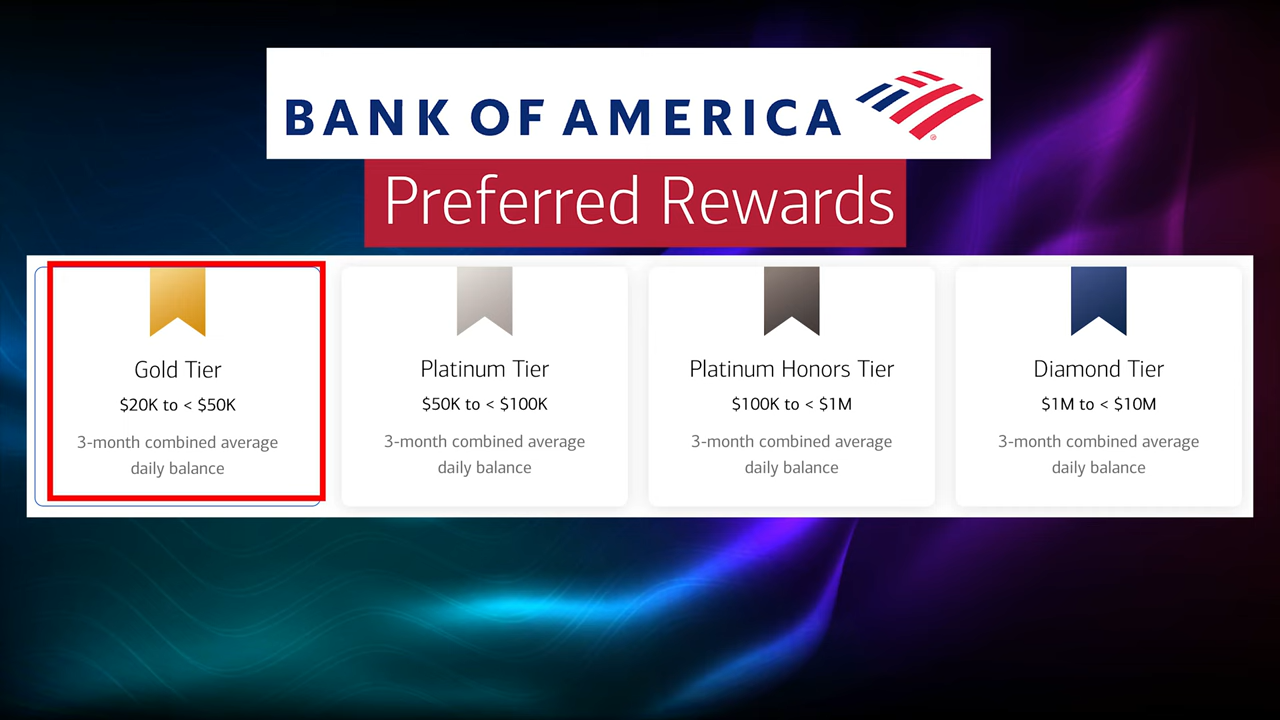 BANK OF AMERICA
Preferred Rewards
Gold Tier
$20K to < $50K
3-month combined average
daily balance
Platinum Tier
$50K to < $100K
3-month combined average
daily balance
Platinum Honors Tier
$100K to < $1M
3-month combined average
daily balance
Diamond Tier
$1M to < $10M
3-month combined average
daily balance